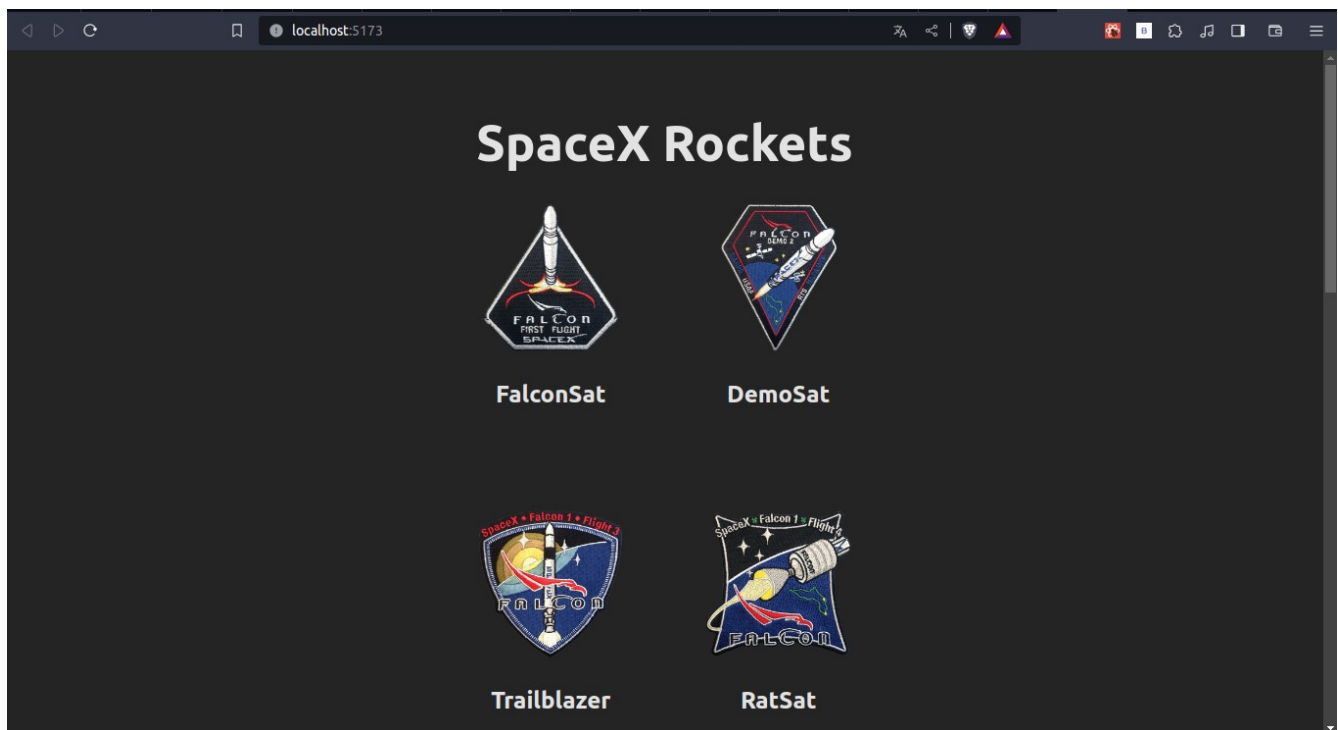 localhost:5173
SpaceX Rockets
FALCON
FIRST FLIGHT
SPACEX
FalconSat
FALCON
DEMO 2
SPACEX
DemoSat
SpaceX • Falcon 1 • Flight 3
FALCON
Trailblazer
SpaceX Falcon 1 Flight 4
FALCON
RatSat